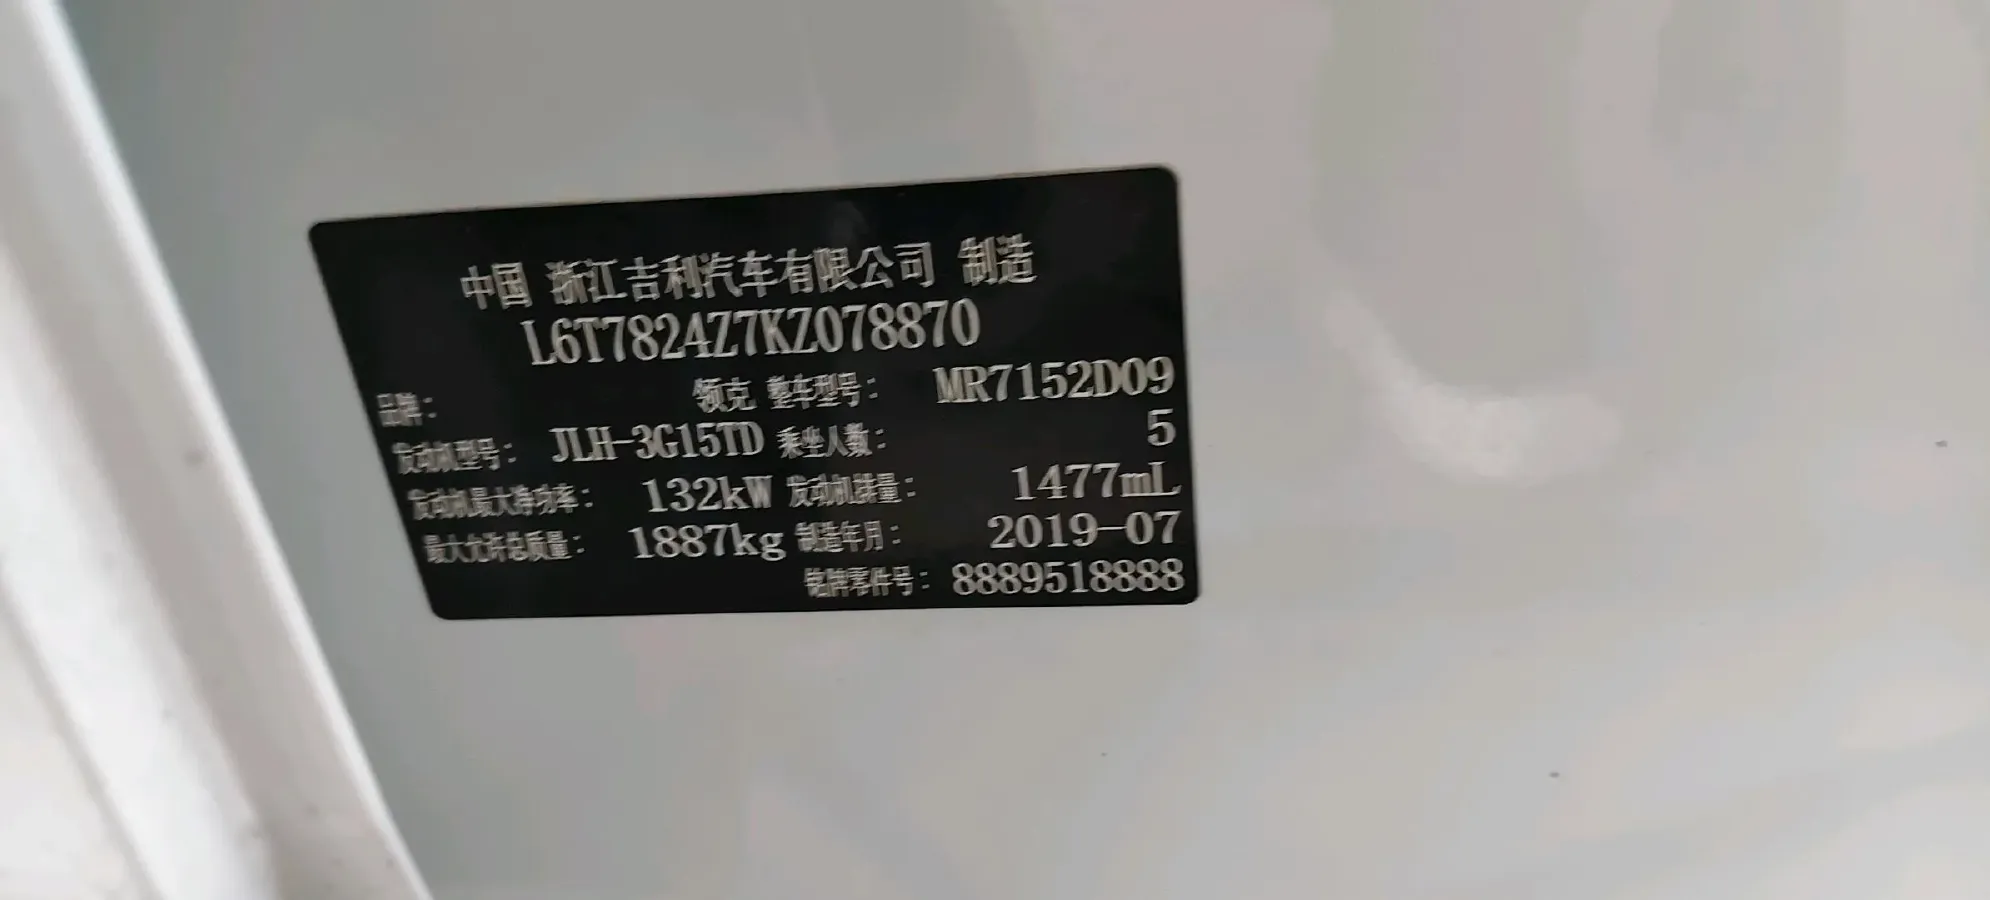 中国 浙江吉利汽车有限公司 制造
L6T7824Z7KZ078870
品牌： 领克 整车型号： MR7152D09
发动机型号： JLH-3G15TD 乘坐人数： 5
发动机最大净功率： 132kW 发动机排量： 1477mL
最大允许总质量： 1887kg 制造年月： 2019-07
铭牌零件号： 8889518888